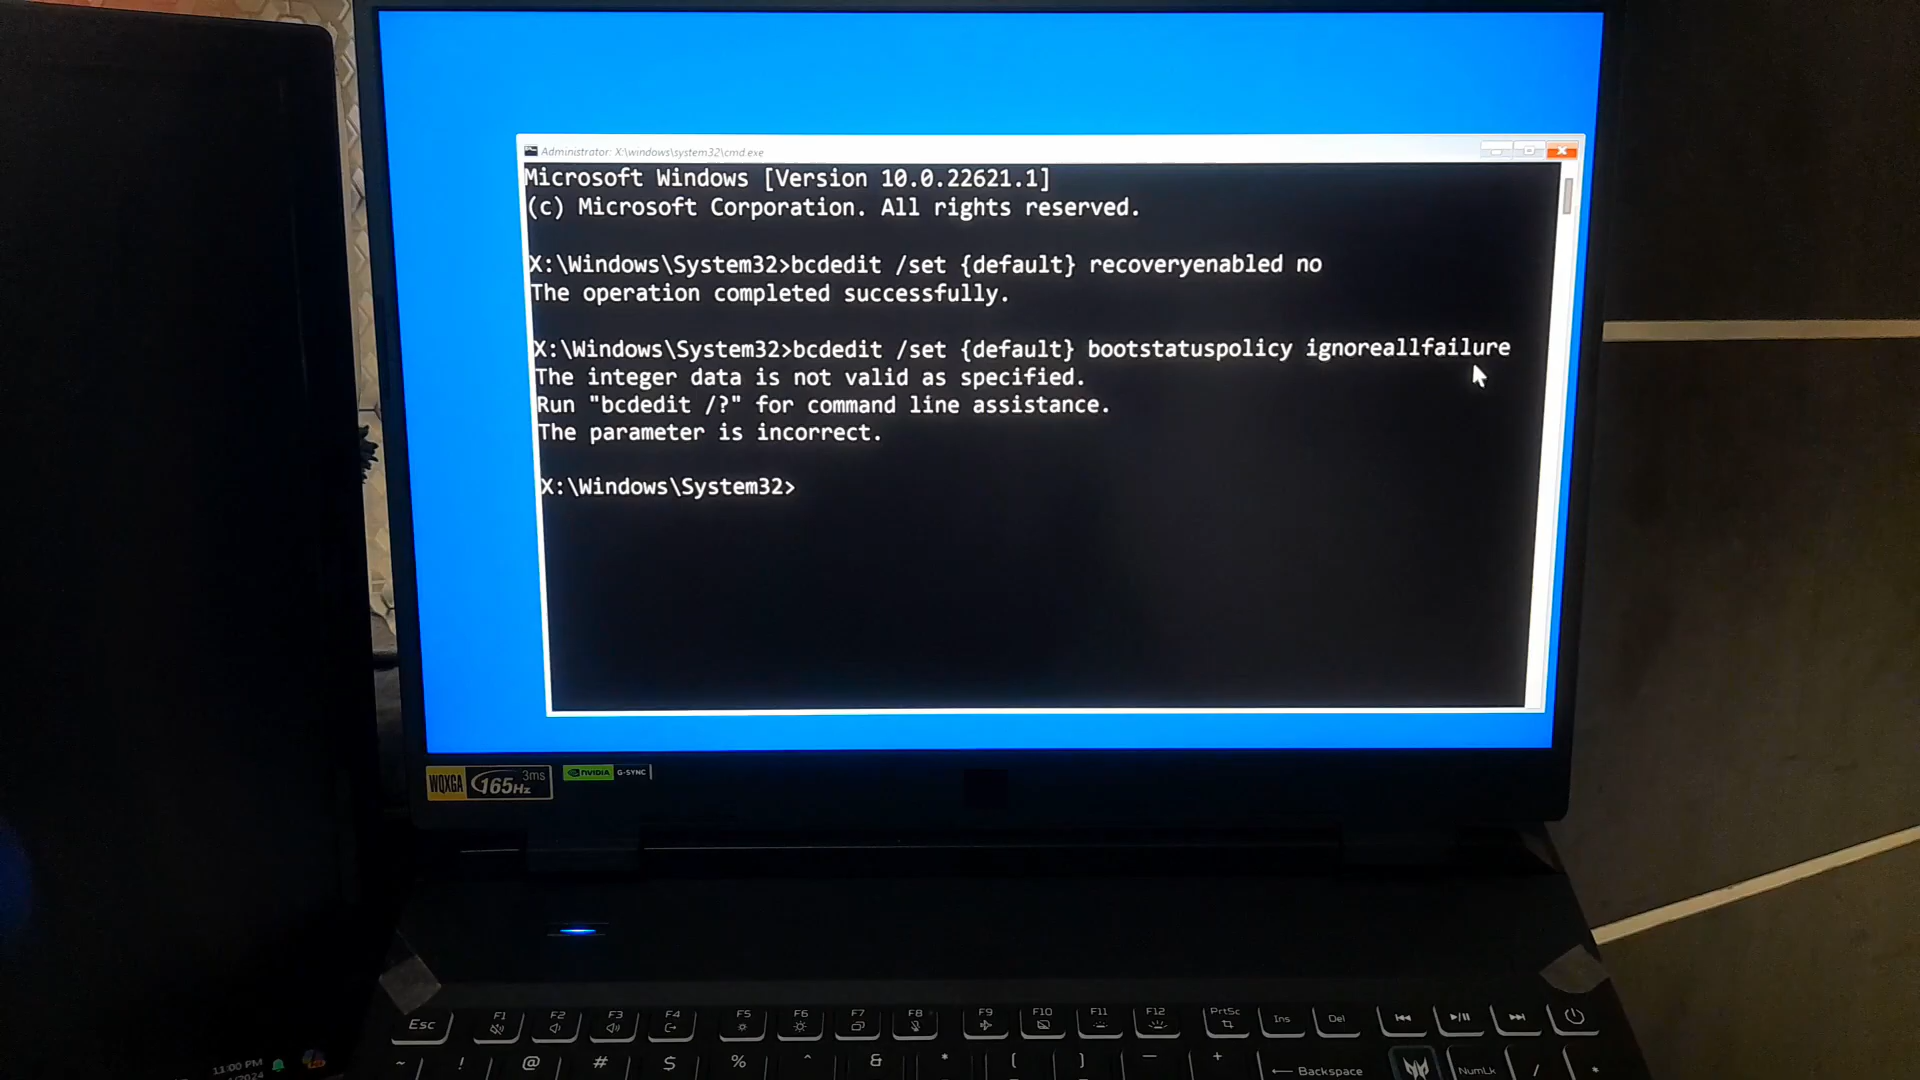 Administrator: X:\windows\system32\cmd.exe
Microsoft Windows [Version 10.0.22621.1]
(c) Microsoft Corporation. All rights reserved.
X:\Windows\System32>bcdedit /set {default} recoveryenabled no
The operation completed successfully.
X:\Windows\System32>bcdedit /set {default} bootstatuspolicy ignoreallfailure
The integer data is not valid as specified.
Run "bcdedit /?" for command line assistance.
The parameter is incorrect.
X:\Windows\System32>
WQXGA 165Hz 3ms
NVIDIA G-SYNC
Esc F1 F2 F3 F4 F5 F6 F7 F8 F9 F10 F11 F12 PrtSc Ins Del
~ ! @ # $ % ^ & * ( ) — + Backspace NumLk / *
11:00 PM